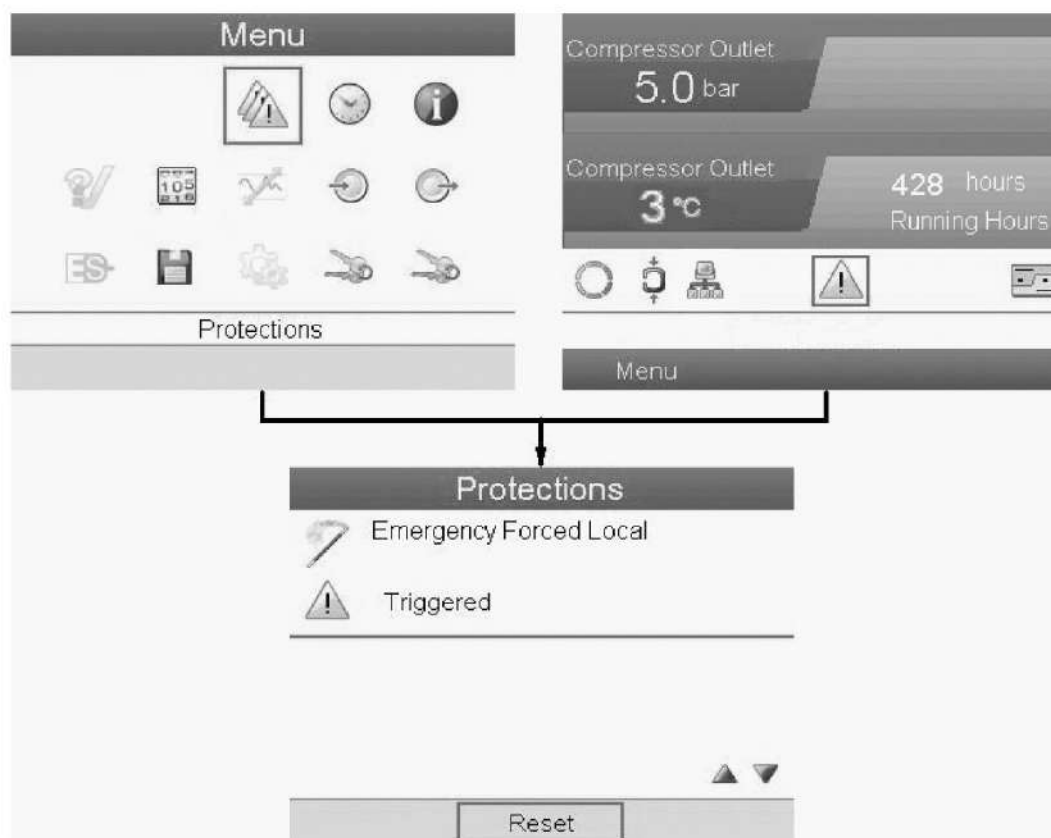 Menu
Protections
Compressor Outlet
5.0 bar
Compressor Outlet
3 °C
428 hours
Running Hours
Menu
Protections
Emergency Forced Local
Triggered
Reset